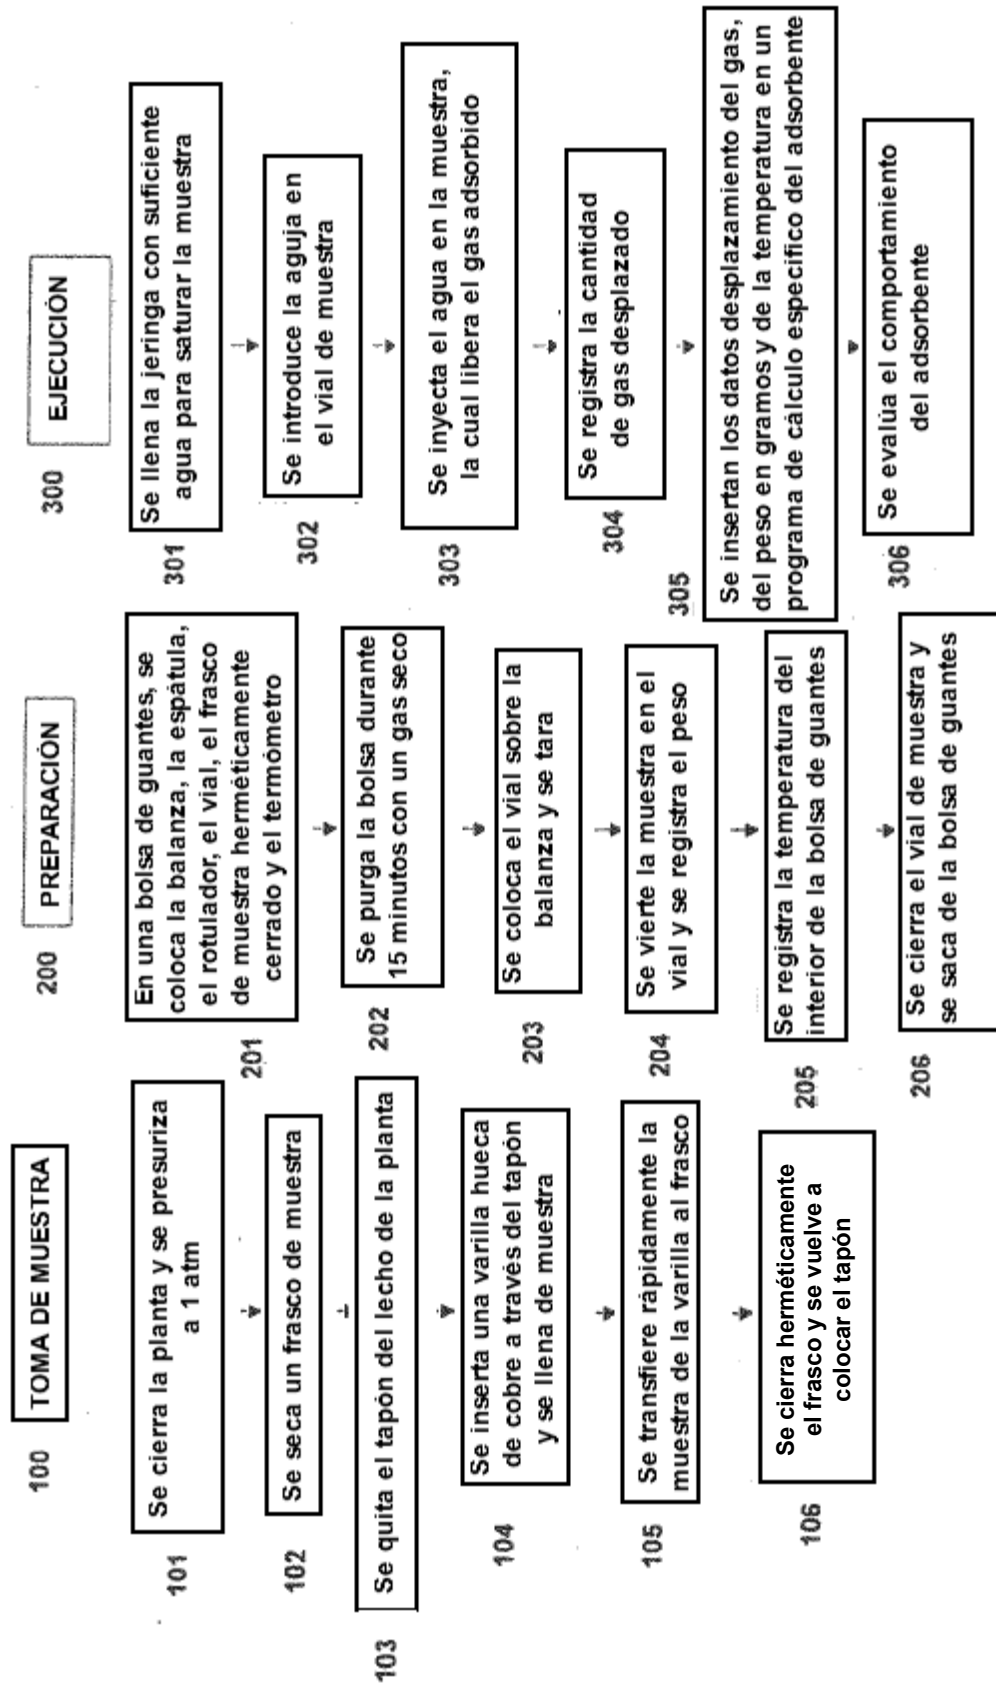 100
TOMA DE MUESTRA
101
Se cierra la planta y se presuriza
a 1 atm
102
Se seca un frasco de muestra
103
Se quita el tapón del lecho de la planta
104
Se inserta una varilla hueca
de cobre a través del tapón
y se llena de muestra
105
Se transfiere rápidamente la
muestra de la varilla al frasco
106
Se cierra herméticamente
el frasco y se vuelve a
colocar el tapón
200
PREPARACIÓN
201
En una bolsa de guantes, se
coloca la balanza, la espátula,
el rotulador, el vial, el frasco
de muestra herméticamente
cerrado y el termómetro
202
Se purga la bolsa durante
15 minutos con un gas seco
203
Se coloca el vial sobre la
balanza y se tara
204
Se vierte la muestra en el
vial y se registra el peso
205
Se registra la temperatura del
interior de la bolsa de guantes
206
Se cierra el vial de muestra y
se saca de la bolsa de guantes
300
EJECUCIÓN
301
Se llena la jeringa con suficiente
agua para saturar la muestra
302
Se introduce la aguja en
el vial de muestra
303
Se inyecta el agua en la muestra,
la cual libera el gas adsorbido
304
Se registra la cantidad
de gas desplazado
305
Se insertan los datos desplazamiento del gas,
del peso en gramos y de la temperatura en un
programa de cálculo especifico del adsorbente
306
Se evalúa el comportamiento
del adsorbente